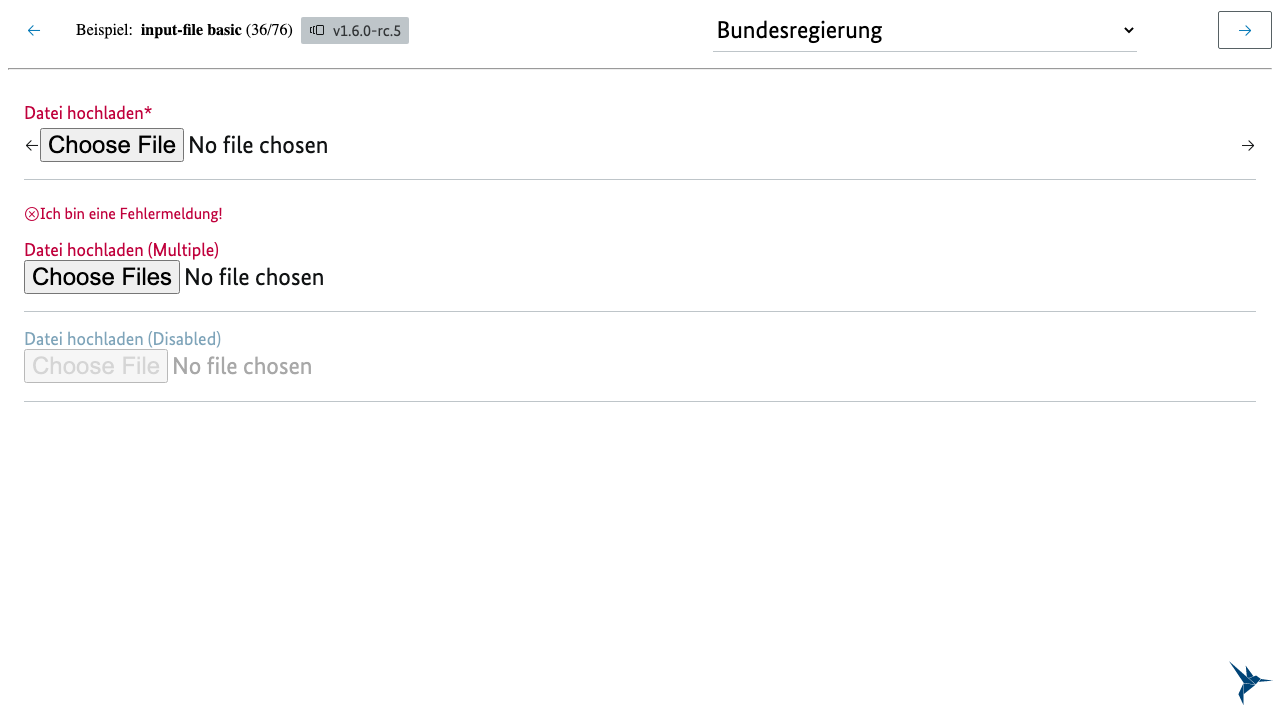 Beispiel: input-file basic (36/76) v1.6.0-rc.5 Bundesregierung
Datei hochladen*
Choose File No file chosen
Ich bin eine Fehlermeldung!
Datei hochladen (Multiple)
Choose Files No file chosen
Datei hochladen (Disabled)
Choose File No file chosen